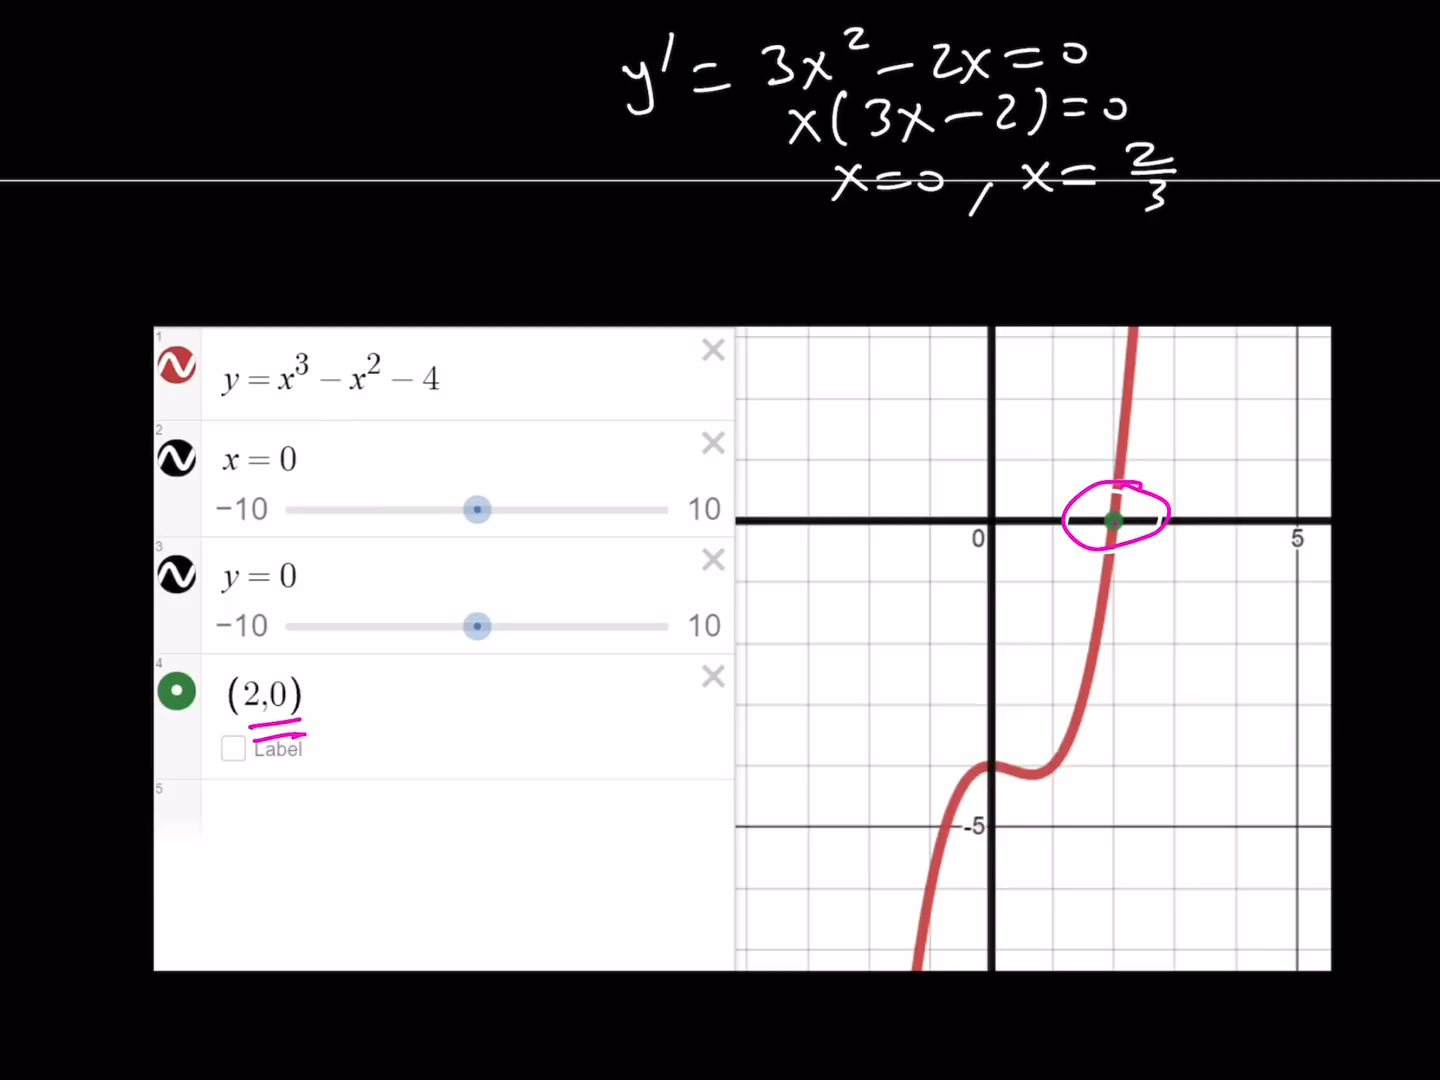 y' = 3x² - 2x = 0
x(3x - 2) = 0
x = 0, x = 2/3
1
y = x³ - x² - 4
2
x = 0
-10 10
3
y = 0
-10 10
4
(2,0)
Label
5
0 5
-5